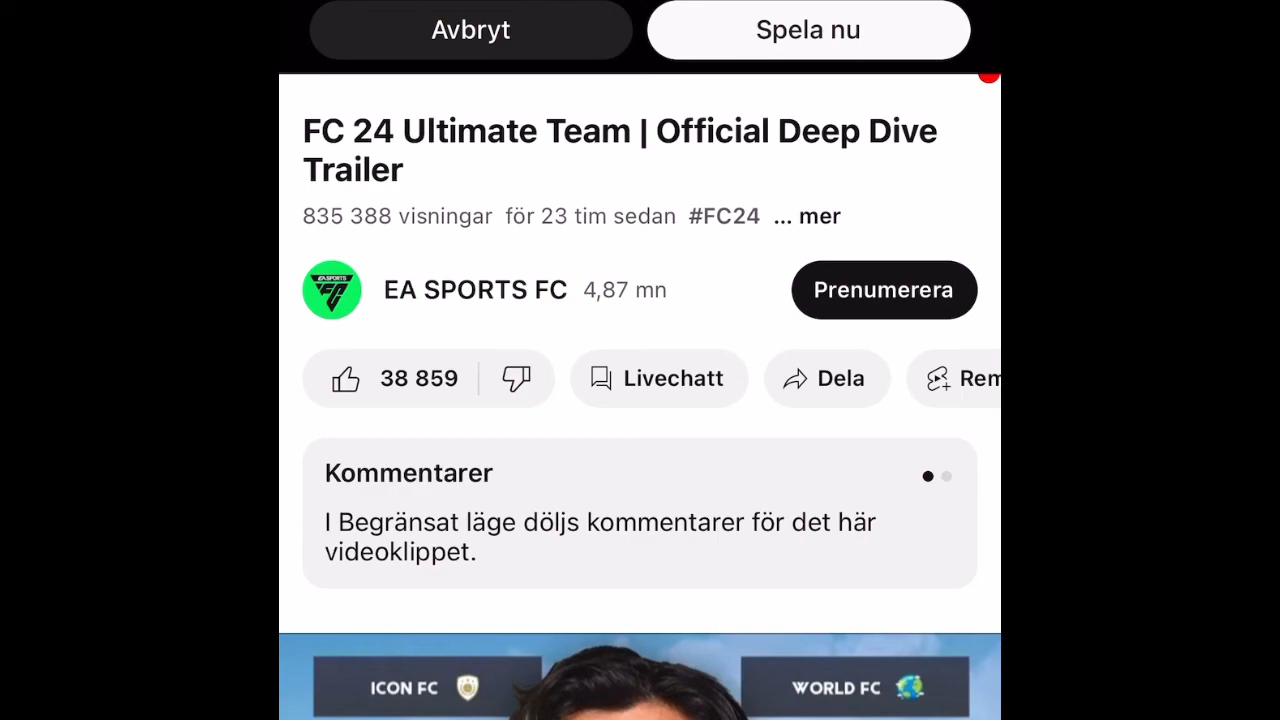 Avbryt
Spela nu
FC 24 Ultimate Team | Official Deep Dive
Trailer
835 388 visningar för 23 tim sedan #FC24 ... mer
EA SPORTS FC 4,87 mn
Prenumerera
38 859
Livechatt
Dela
Rem
Kommentarer
I Begränsat läge döljs kommentarer för det här
videoklippet.
ICON FC
WORLD FC